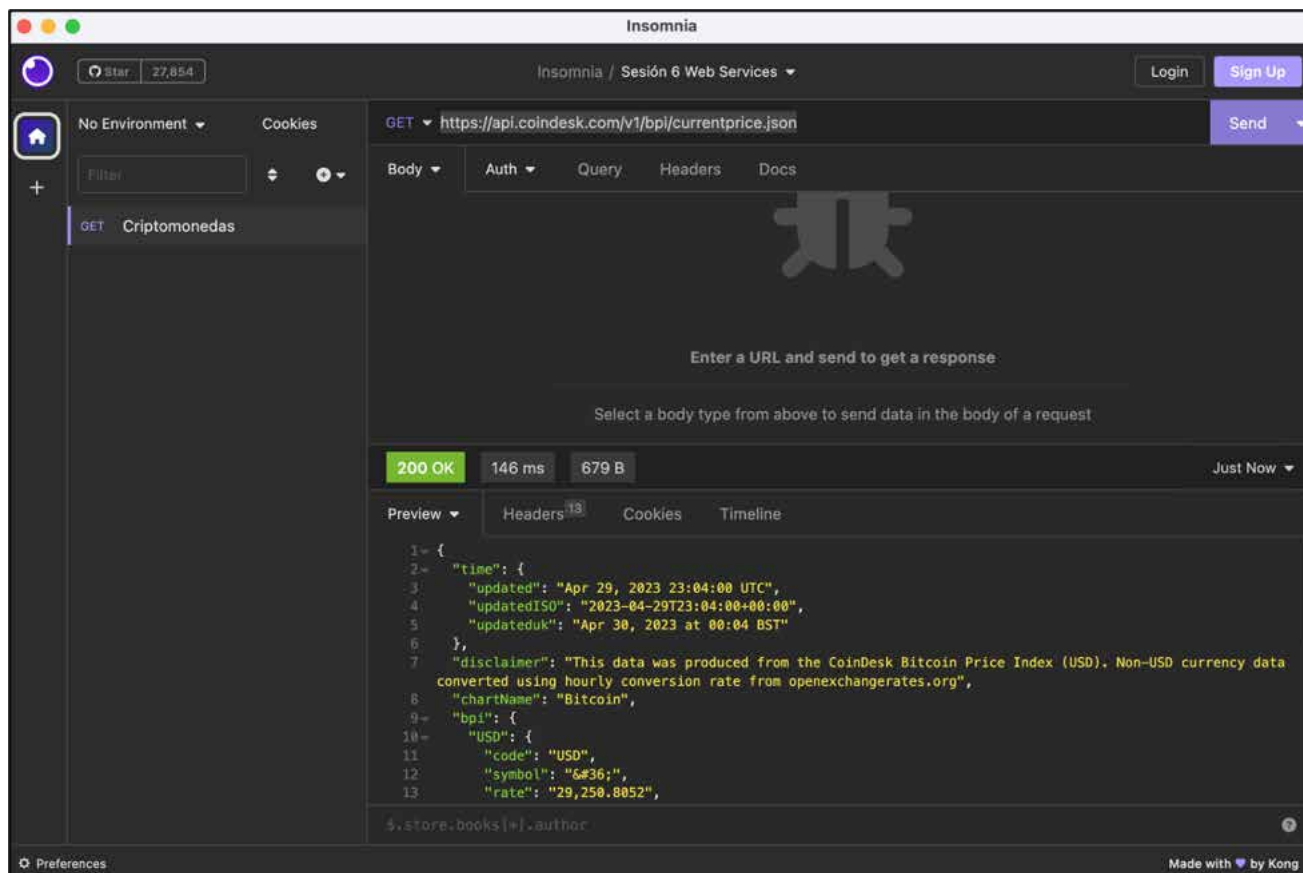 Insomnia
Star 27,854
Insomnia / Sesión 6 Web Services
Login
Sign Up
No Environment
Cookies
GET https://api.coindesk.com/v1/bpi/currentprice.json
Send
Filter
Body
Auth
Query
Headers
Docs
GET Criptomonedas
Enter a URL and send to get a response
Select a body type from above to send data in the body of a request
200 OK
146 ms
679 B
Just Now
Preview
Headers 13
Cookies
Timeline
1 {
2 "time": {
3 "updated": "Apr 29, 2023 23:04:00 UTC",
4 "updatedISO": "2023-04-29T23:04:00+00:00",
5 "updateduk": "Apr 30, 2023 at 00:04 BST"
6 },
7 "disclaimer": "This data was produced from the CoinDesk Bitcoin Price Index (USD). Non-USD currency data
converted using hourly conversion rate from openexchangerates.org",
8 "chartName": "Bitcoin",
9 "bpi": {
10 "USD": {
11 "code": "USD",
12 "symbol": "&#36;",
13 "rate": "29,250.8052",
$.store.books[*].author
Preferences
Made with 💜 by Kong